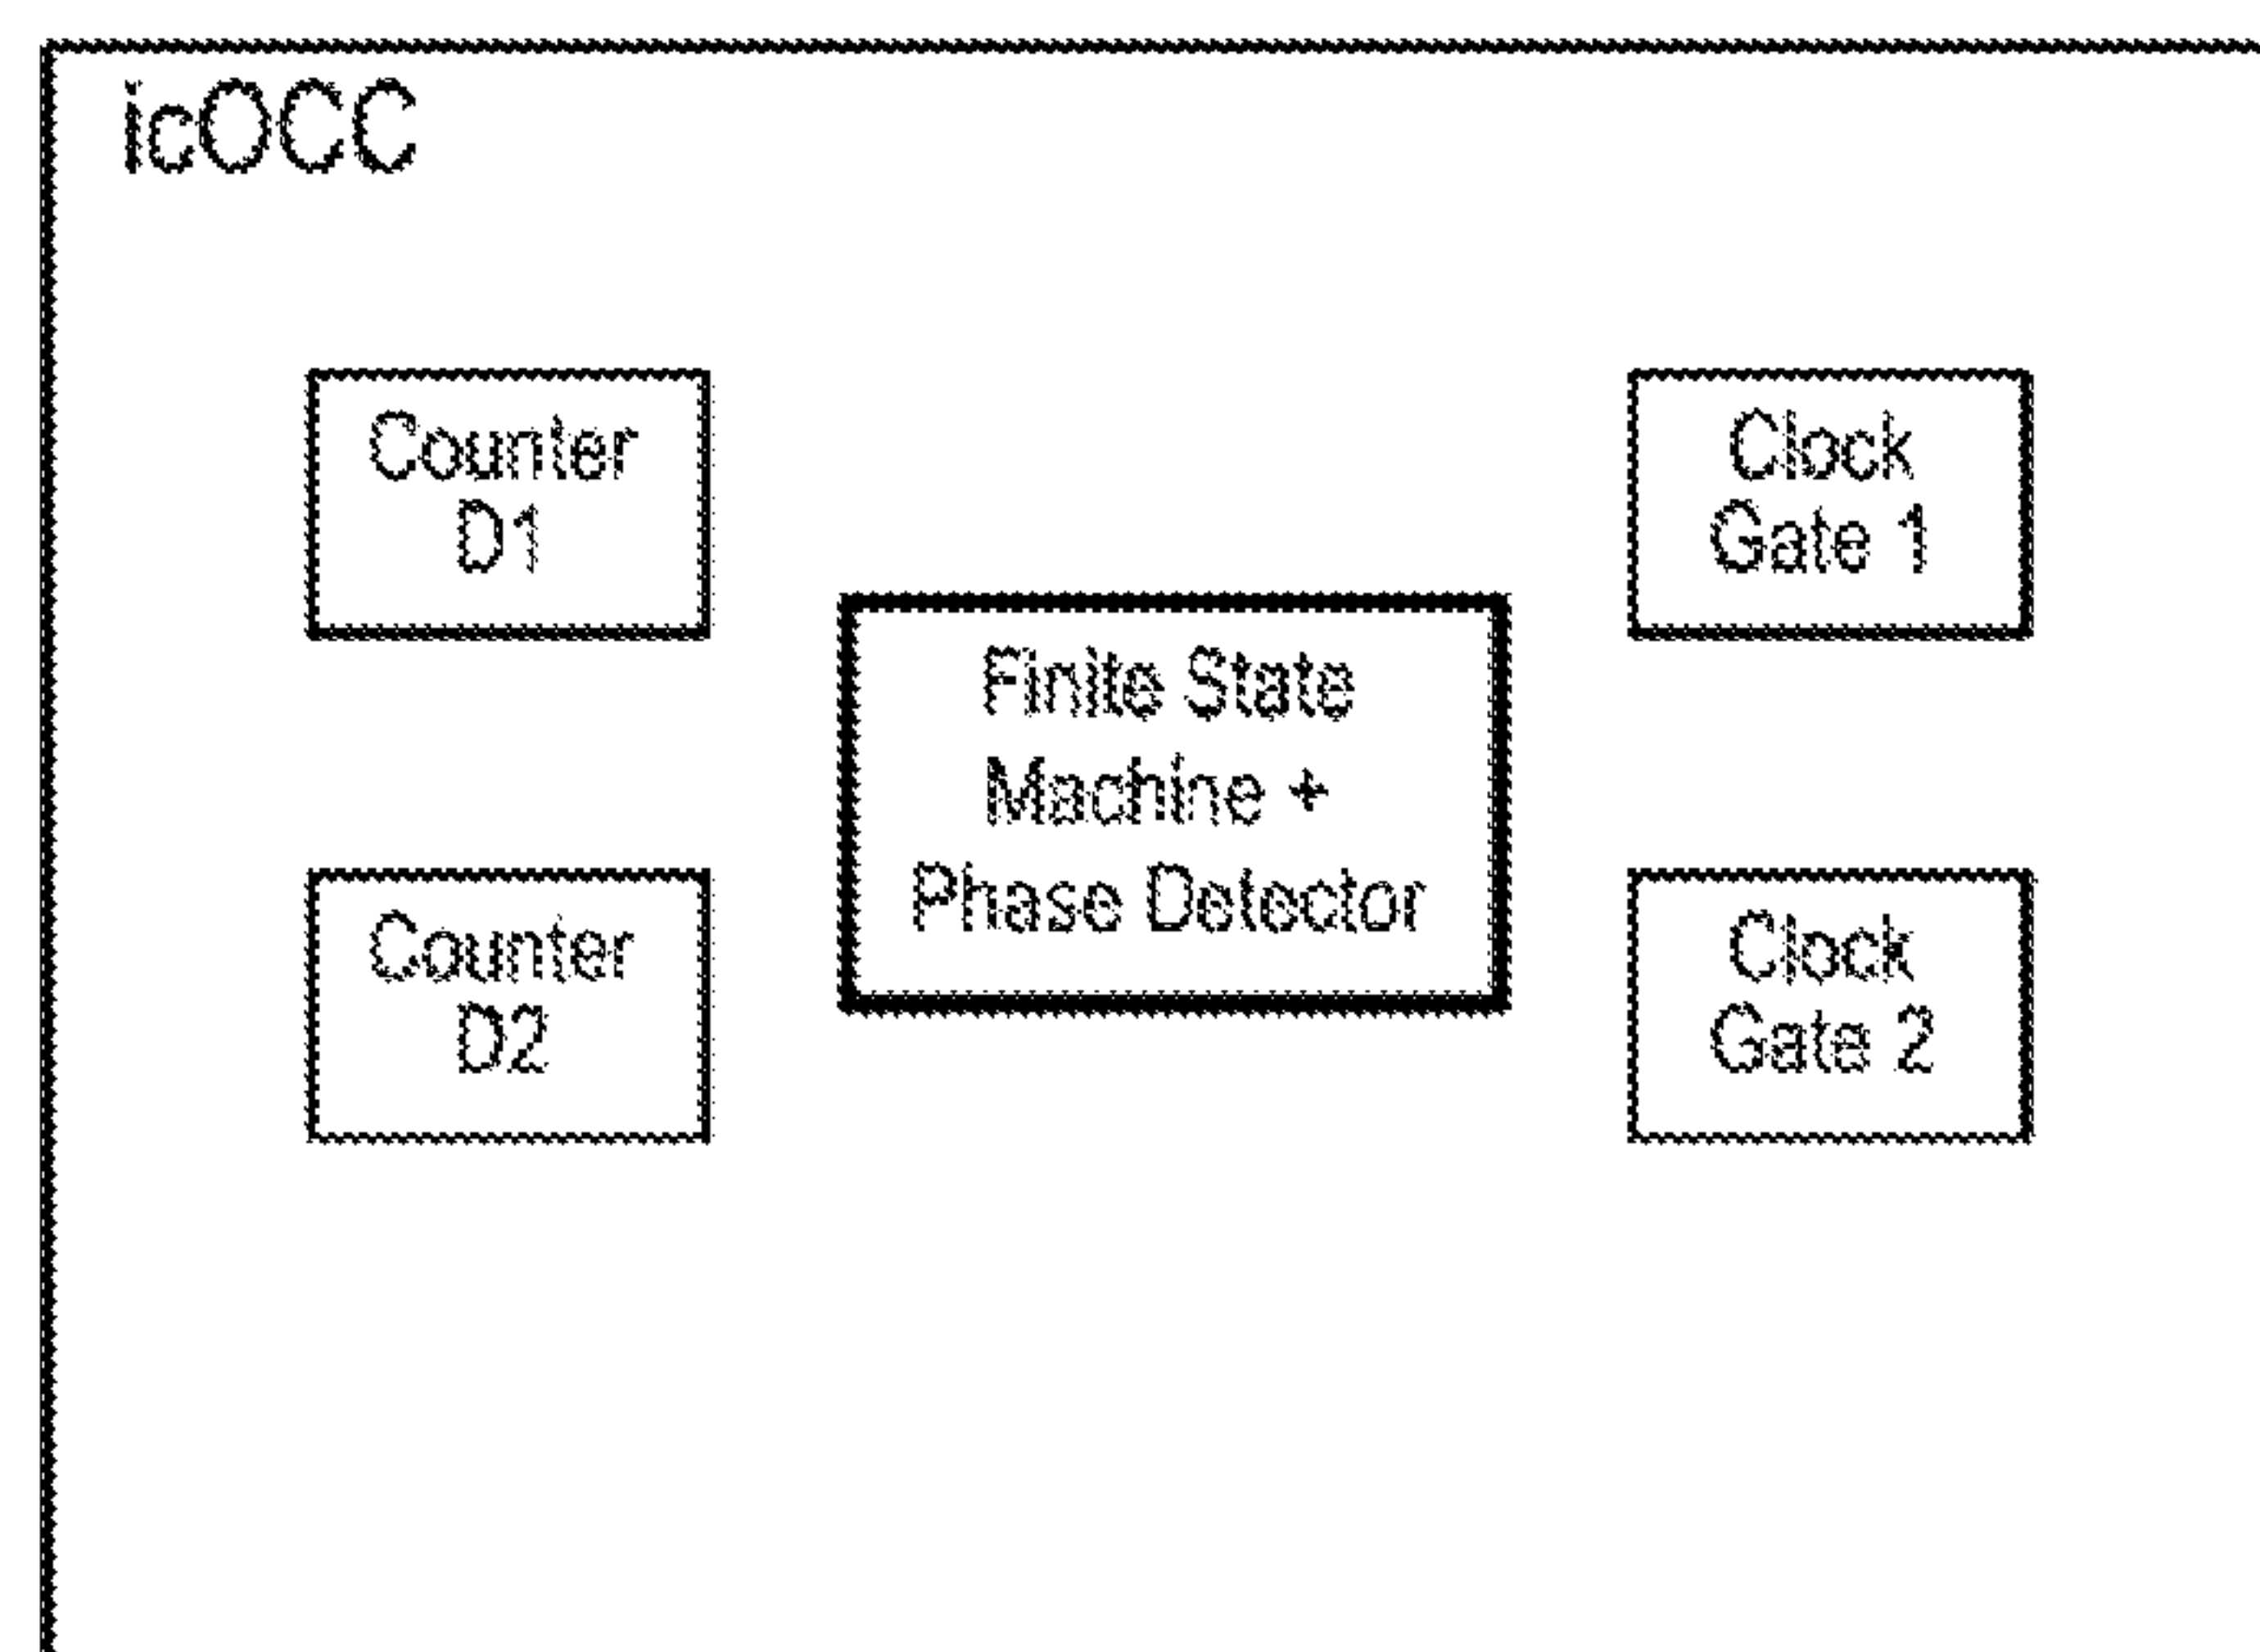 icOCC
Counter
D1
Clock
Gate 1
Finite State
Machine +
Phase Detector
Counter
D2
Clock
Gate 2